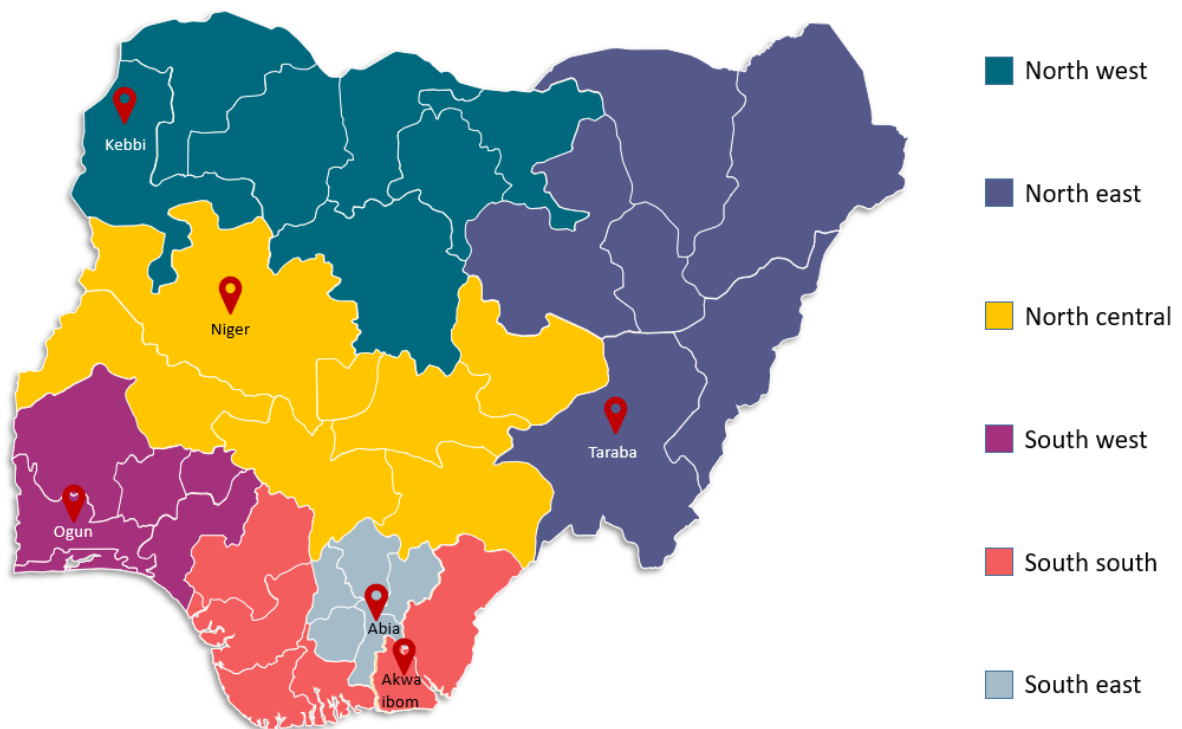 North west
Kebbi
North east
Niger
North central
Taraba
South west
Ogun
South south
Abia
Akwa
ibom
South east